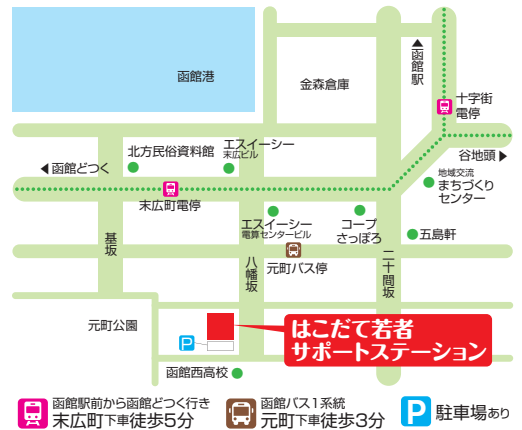 函館港
金森倉庫
▲函館駅
十字街
電停
谷地頭▶
北方民俗資料館
エスイーシー
末広ビル
◀函館どつく
地域交流
まちづくり
センター
末広町電停
エスイーシー
電算センタービル
コープ
さっぽろ
五島軒
基坂
八幡坂
元町バス停
二十間坂
元町公園
はこだて若者
サポートステーション
P
函館西高校
函館駅前から函館どつく行き
末広町下車徒歩5分
函館バス1系統
元町下車徒歩3分
P 駐車場あり